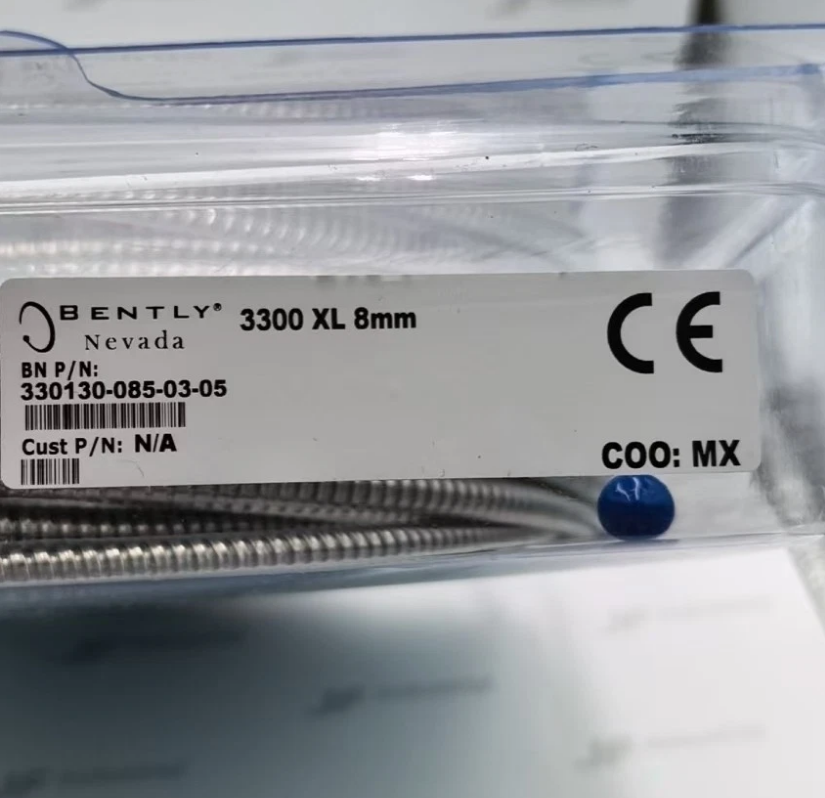 BENTLY® 3300 XL 8mm
Nevada
BN P/N:
330130-085-03-05
Cust P/N: N/A
CE
COO: MX